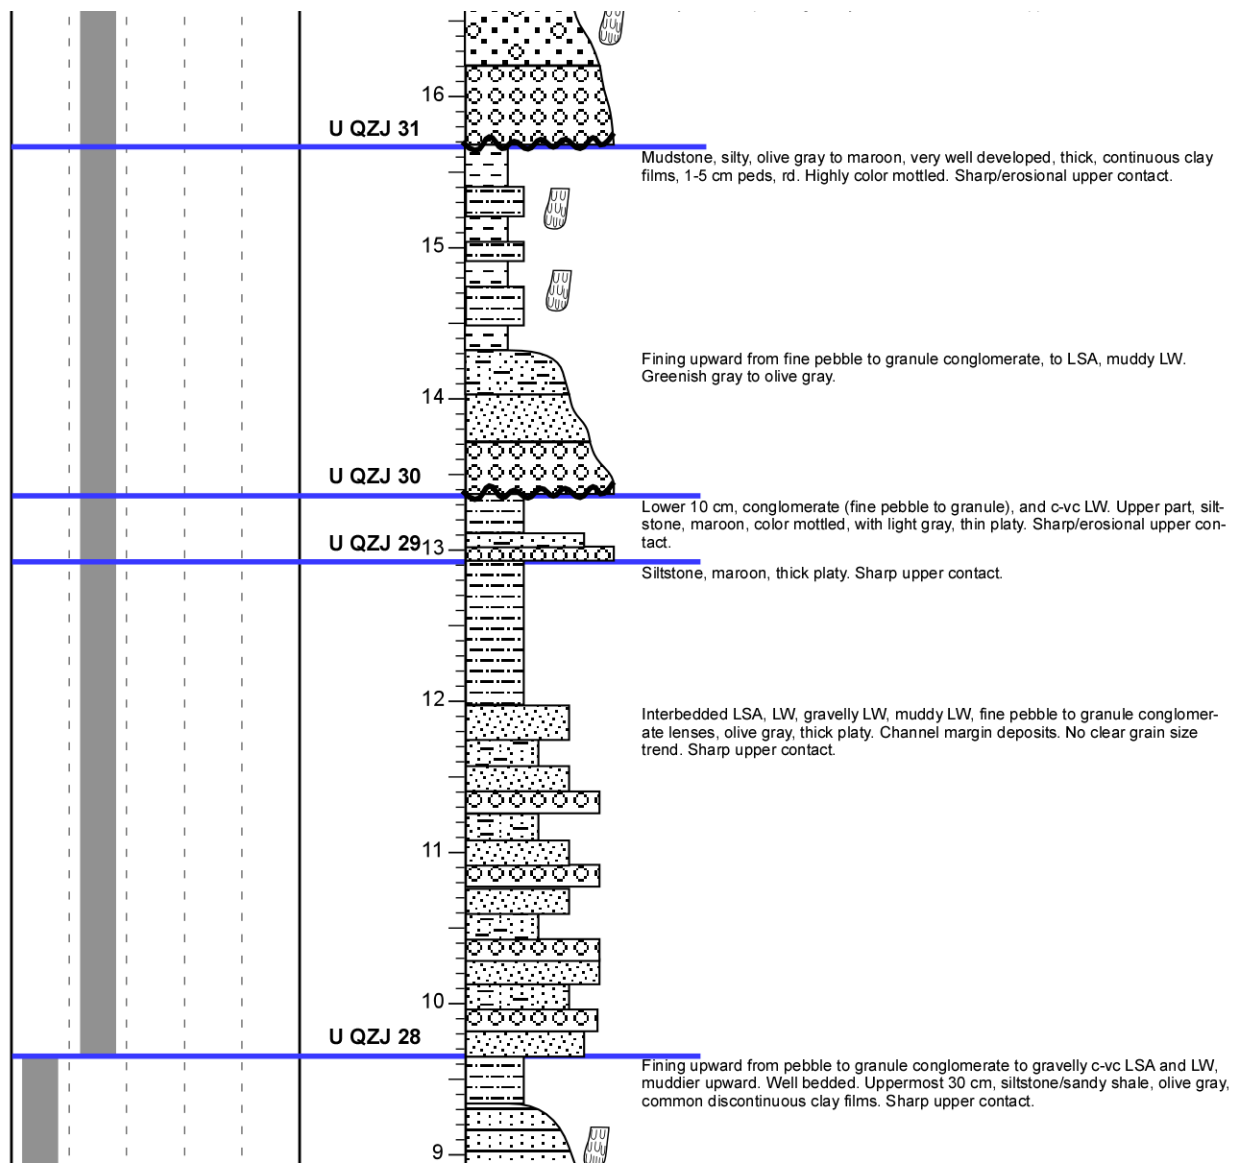 16
U QZJ 31
Mudstone, silty, olive gray to maroon, very well developed, thick, continuous clay
films, 1-5 cm peds, rd. Highly color mottled. Sharp/erosional upper contact.
15
Fining upward from fine pebble to granule conglomerate, to LSA, muddy LW.
Greenish gray to olive gray.
14
U QZJ 30
Lower 10 cm, conglomerate (fine pebble to granule), and c-vc LW. Upper part, silt-
stone, maroon, color mottled, with light gray, thin platy. Sharp/erosional upper con-
tact.
U QZJ 29
13
Siltstone, maroon, thick platy. Sharp upper contact.
12
Interbedded LSA, LW, gravelly LW, muddy LW, fine pebble to granule conglomer-
ate lenses, olive gray, thick platy. Channel margin deposits. No clear grain size
trend. Sharp upper contact.
11
10
U QZJ 28
Fining upward from pebble to granule conglomerate to gravelly c-vc LSA and LW,
muddier upward. Well bedded. Uppermost 30 cm, siltstone/sandy shale, olive gray,
common discontinuous clay films. Sharp upper contact.
9